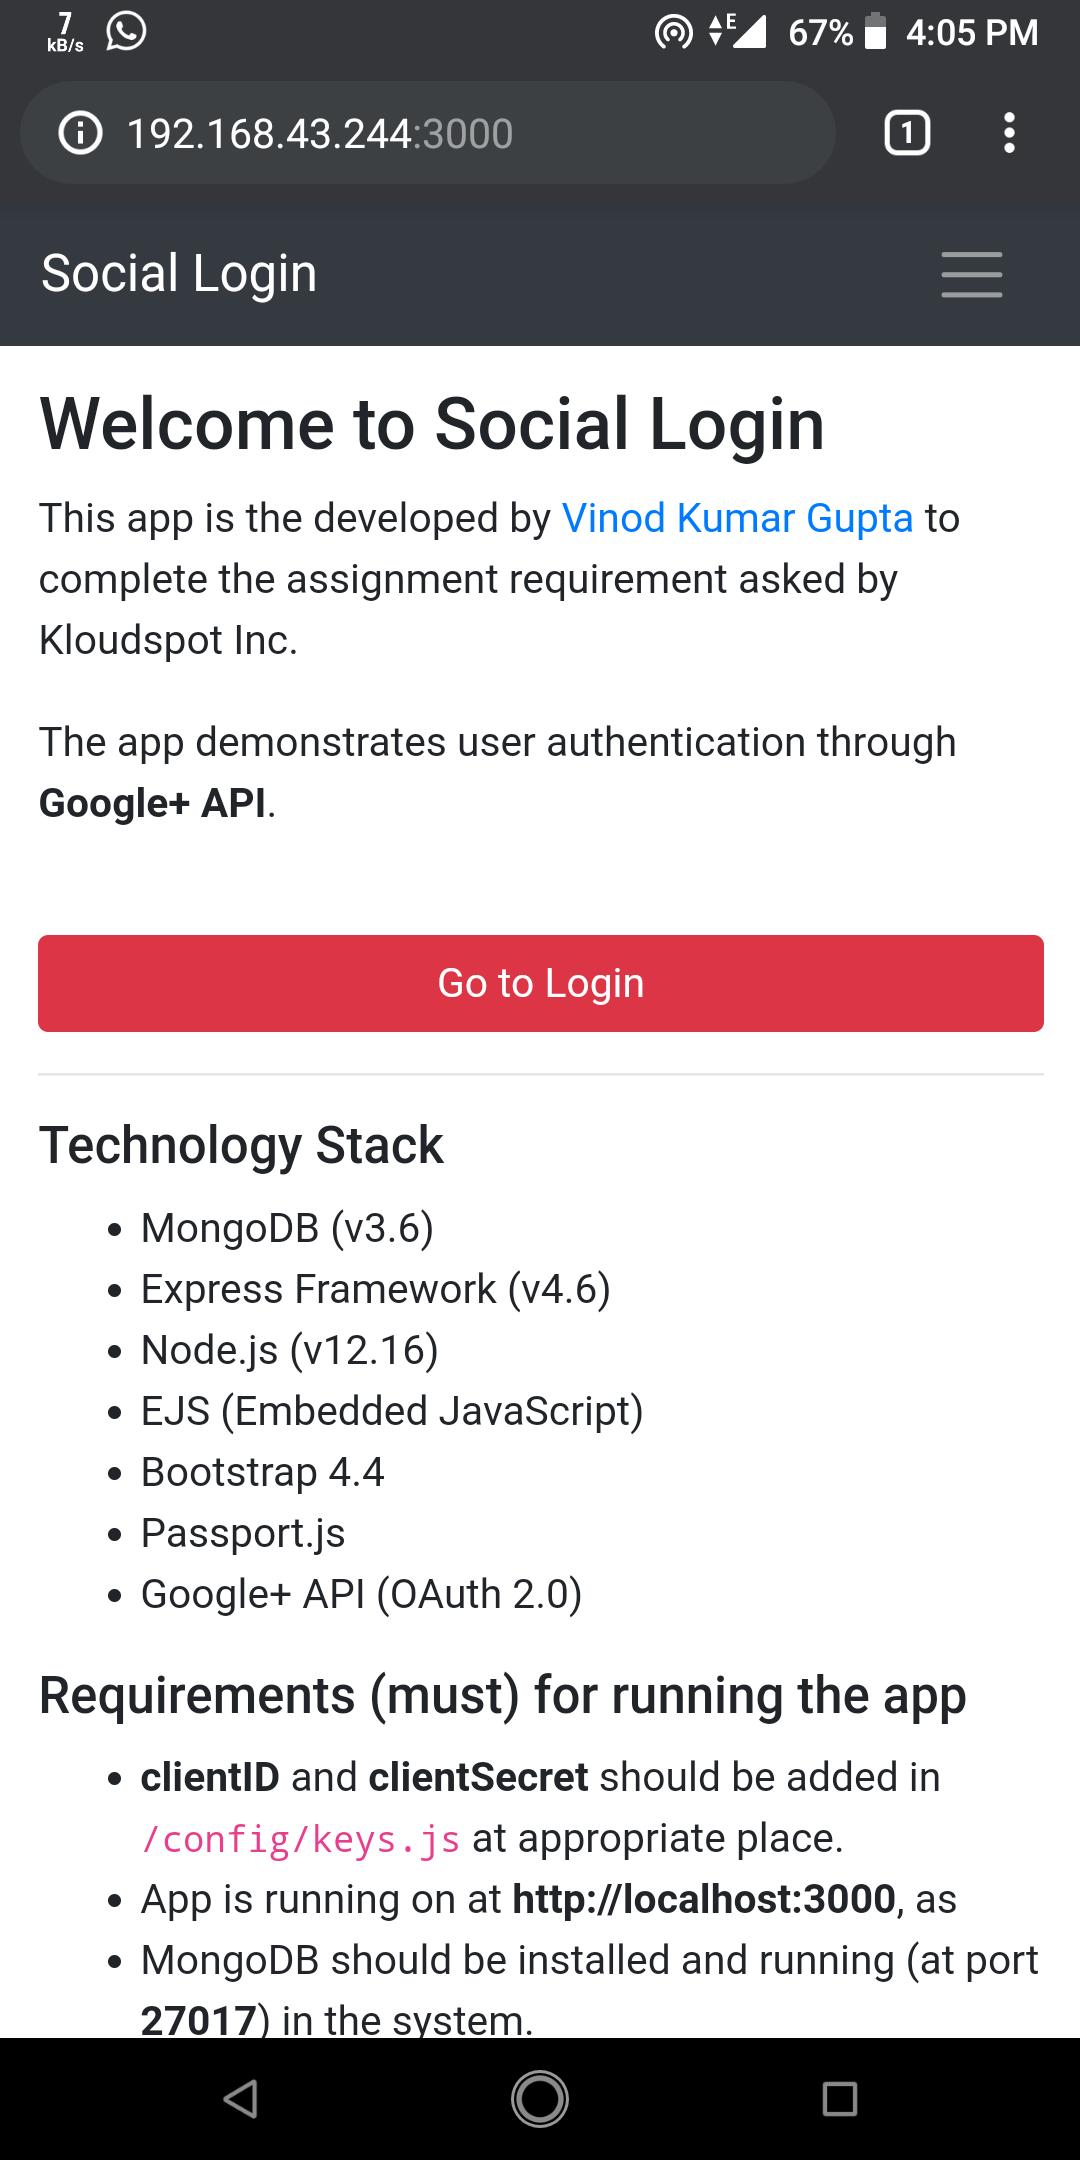 7
kB/s
E
67%
4:05 PM
192.168.43.244:3000
1
Social Login
Welcome to Social Login
This app is the developed by Vinod Kumar Gupta to
complete the assignment requirement asked by
Kloudspot Inc.
The app demonstrates user authentication through
Google+ API.
Go to Login
Technology Stack
• MongoDB (v3.6)
• Express Framework (v4.6)
• Node.js (v12.16)
• EJS (Embedded JavaScript)
• Bootstrap 4.4
• Passport.js
• Google+ API (OAuth 2.0)
Requirements (must) for running the app
• clientID and clientSecret should be added in
/config/keys.js at appropriate place.
• App is running on at http://localhost:3000, as
• MongoDB should be installed and running (at port
27017) in the system.